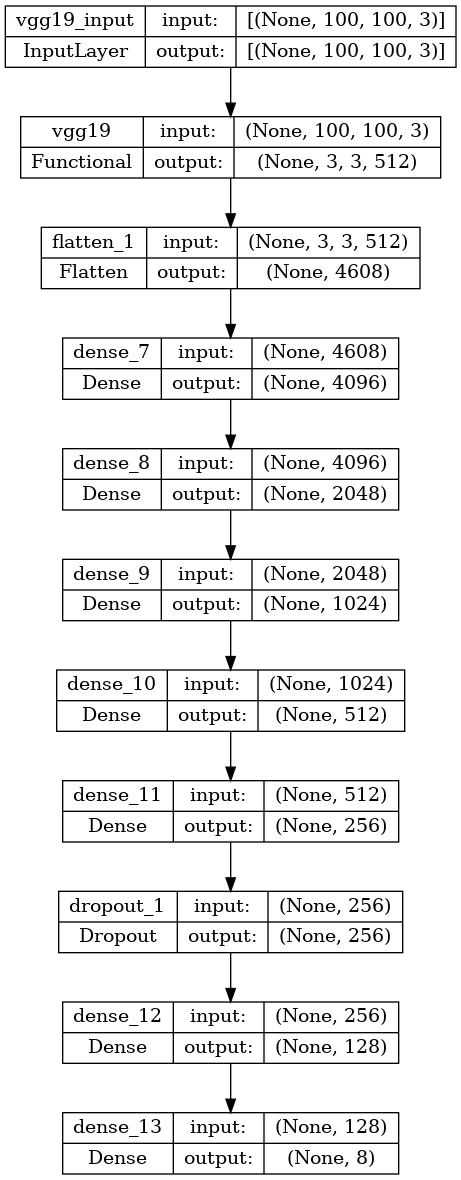 vgg19_input input: [(None, 100, 100, 3)]
InputLayer output: [(None, 100, 100, 3)]
vgg19 input: (None, 100, 100, 3)
Functional output: (None, 3, 3, 512)
flatten_1 input: (None, 3, 3, 512)
Flatten output: (None, 4608)
dense_7 input: (None, 4608)
Dense output: (None, 4096)
dense_8 input: (None, 4096)
Dense output: (None, 2048)
dense_9 input: (None, 2048)
Dense output: (None, 1024)
dense_10 input: (None, 1024)
Dense output: (None, 512)
dense_11 input: (None, 512)
Dense output: (None, 256)
dropout_1 input: (None, 256)
Dropout output: (None, 256)
dense_12 input: (None, 256)
Dense output: (None, 128)
dense_13 input: (None, 128)
Dense output: (None, 8)